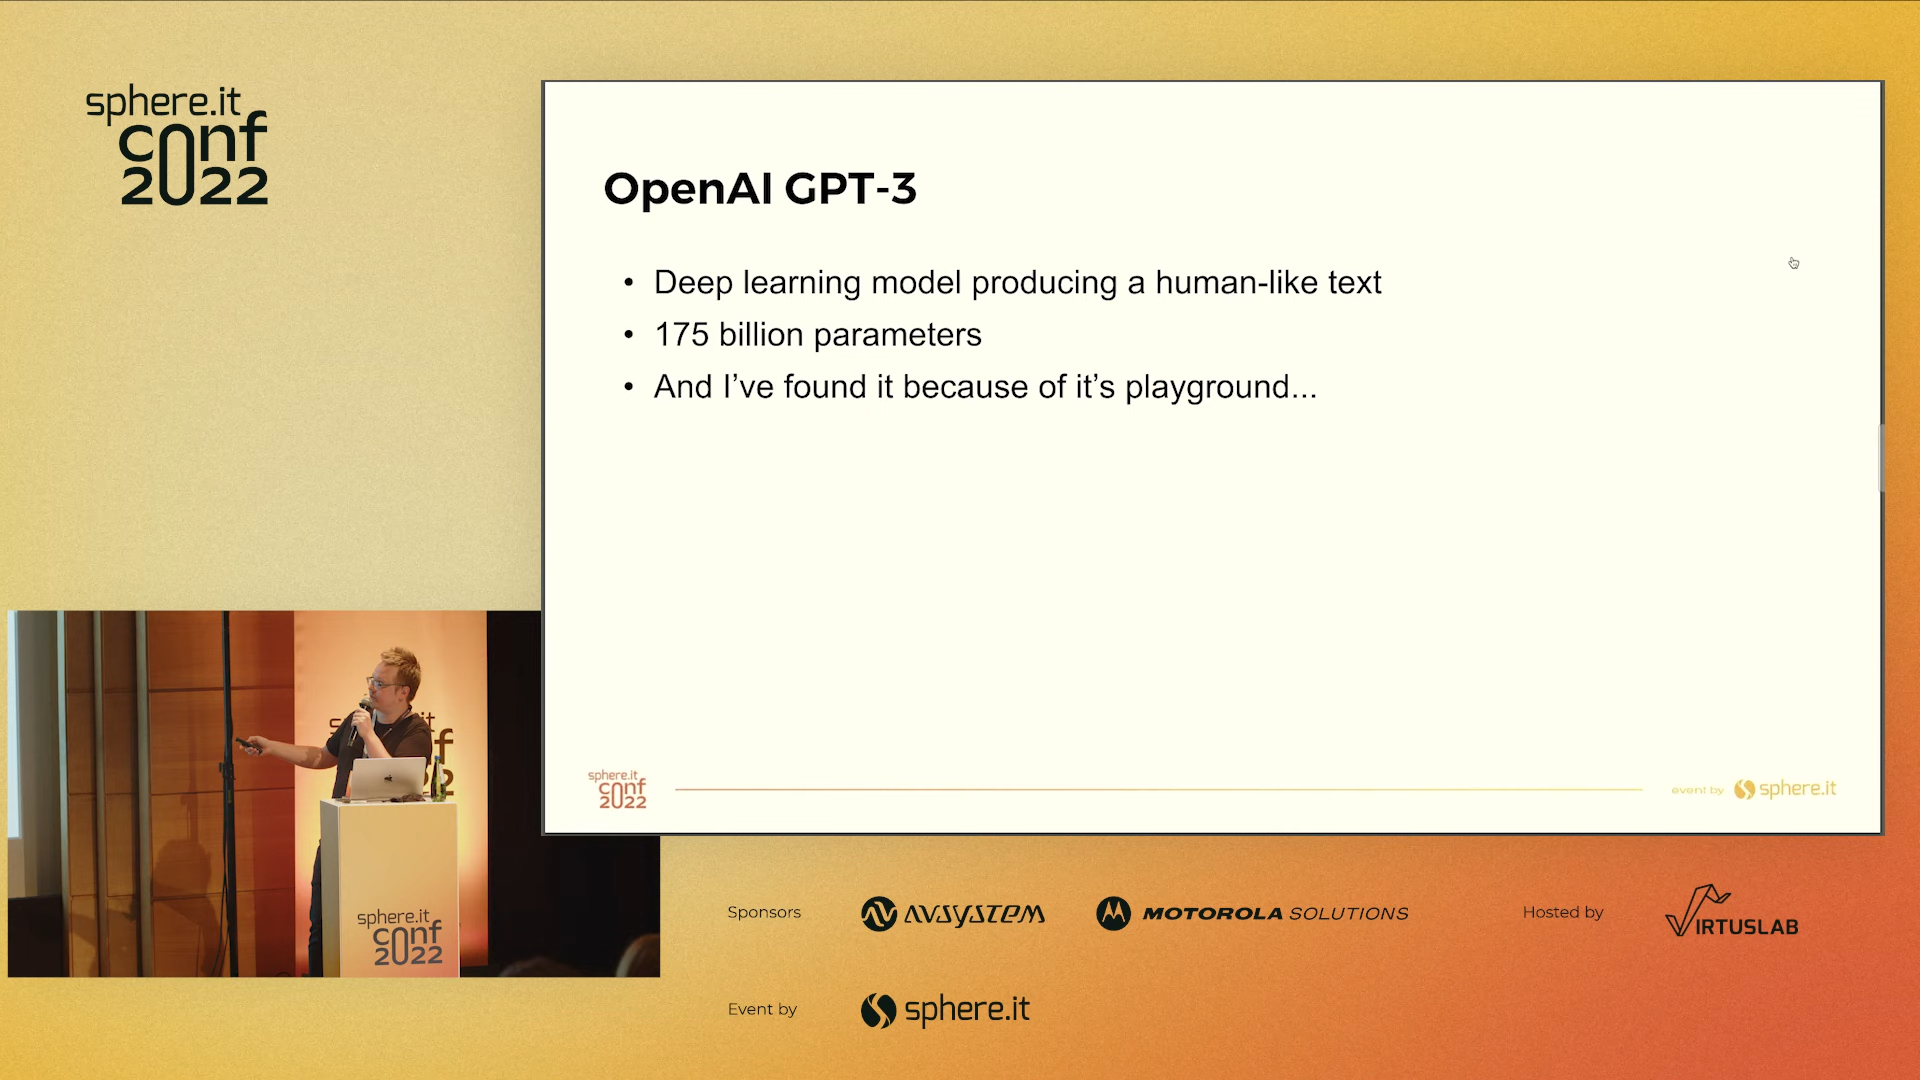 sphere.it
conf
2022
OpenAI GPT-3
• Deep learning model producing a human-like text
• 175 billion parameters
• And I’ve found it because of it’s playground...
sphere.it
conf
2022
event by sphere.it
sphere.it
conf
2022
Sponsors AVSYSTEM MOTOROLA SOLUTIONS Hosted by VIRTUSLAB
Event by sphere.it